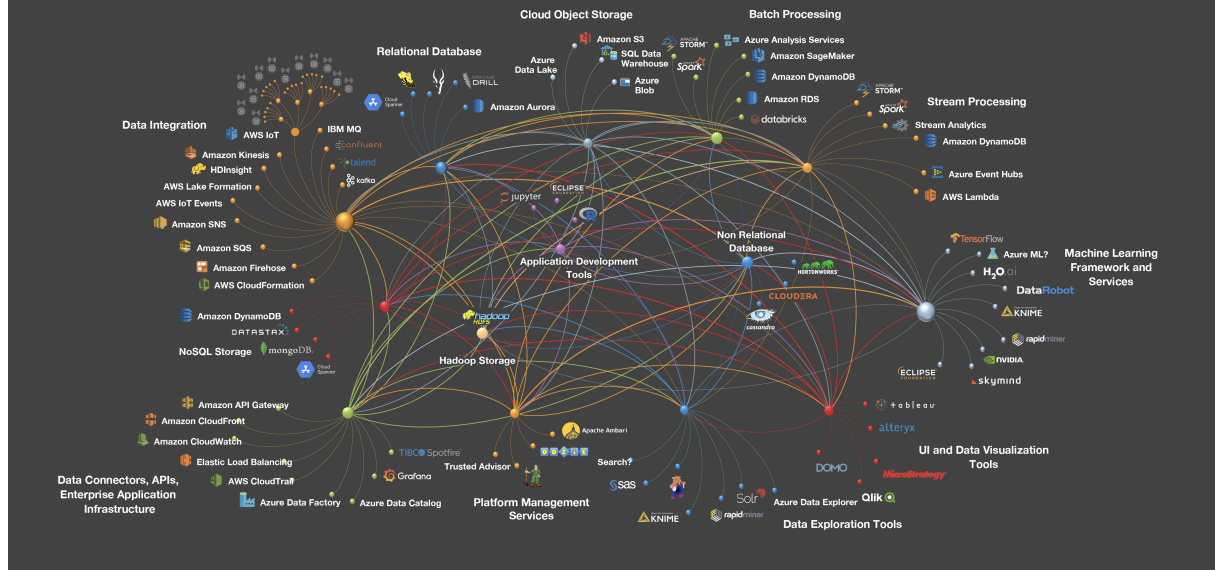 Cloud Object Storage
Batch Processing
Relational Database
Amazon S3
SQL Data
Warehouse
Azure
Data Lake
Azure
Blob
APACHE
STORM
Spark
Azure Analysis Services
Amazon SageMaker
Amazon DynamoDB
Amazon RDS
databricks
APACHE
DRILL
Cloud
Spanner
Amazon Aurora
Stream Processing
APACHE
STORM
Spark
Stream Analytics
Amazon DynamoDB
Azure Event Hubs
AWS Lambda
Data Integration
AWS IoT
IBM MQ
confluent
talend
kafka
Amazon Kinesis
HDInsight
AWS Lake Formation
AWS IoT Events
Amazon SNS
Amazon SQS
Amazon Firehose
AWS CloudFormation
jupyter
ECLIPSE
FOUNDATION
R
Application Development
Tools
Non Relational
Database
HORTONWORKS
CLOUDERA
cassandra
Machine Learning
Framework and
Services
TensorFlow
Azure ML?
H2O.ai
DataRobot
KNIME
rapidminer
NVIDIA
skymind
ECLIPSE
FOUNDATION
Amazon DynamoDB
DATASTAX
NoSQL Storage
mongoDB
Cloud
Spanner
hadoop
HDFS
Hadoop Storage
Amazon API Gateway
Amazon CloudFront
Amazon CloudWatch
Elastic Load Balancing
AWS CloudTrail
Azure Data Factory
Azure Data Catalog
TIBCO Spotfire
Grafana
Data Connectors, APIs,
Enterprise Application
Infrastructure
Apache Ambari
OOZIE
Trusted Advisor
Platform Management
Services
Search?
sas
KNIME
rapidminer
Solr
Azure Data Explorer
Data Exploration Tools
+ableau
alteryx
DOMO
MicroStrategy
Qlik
UI and Data Visualization
Tools